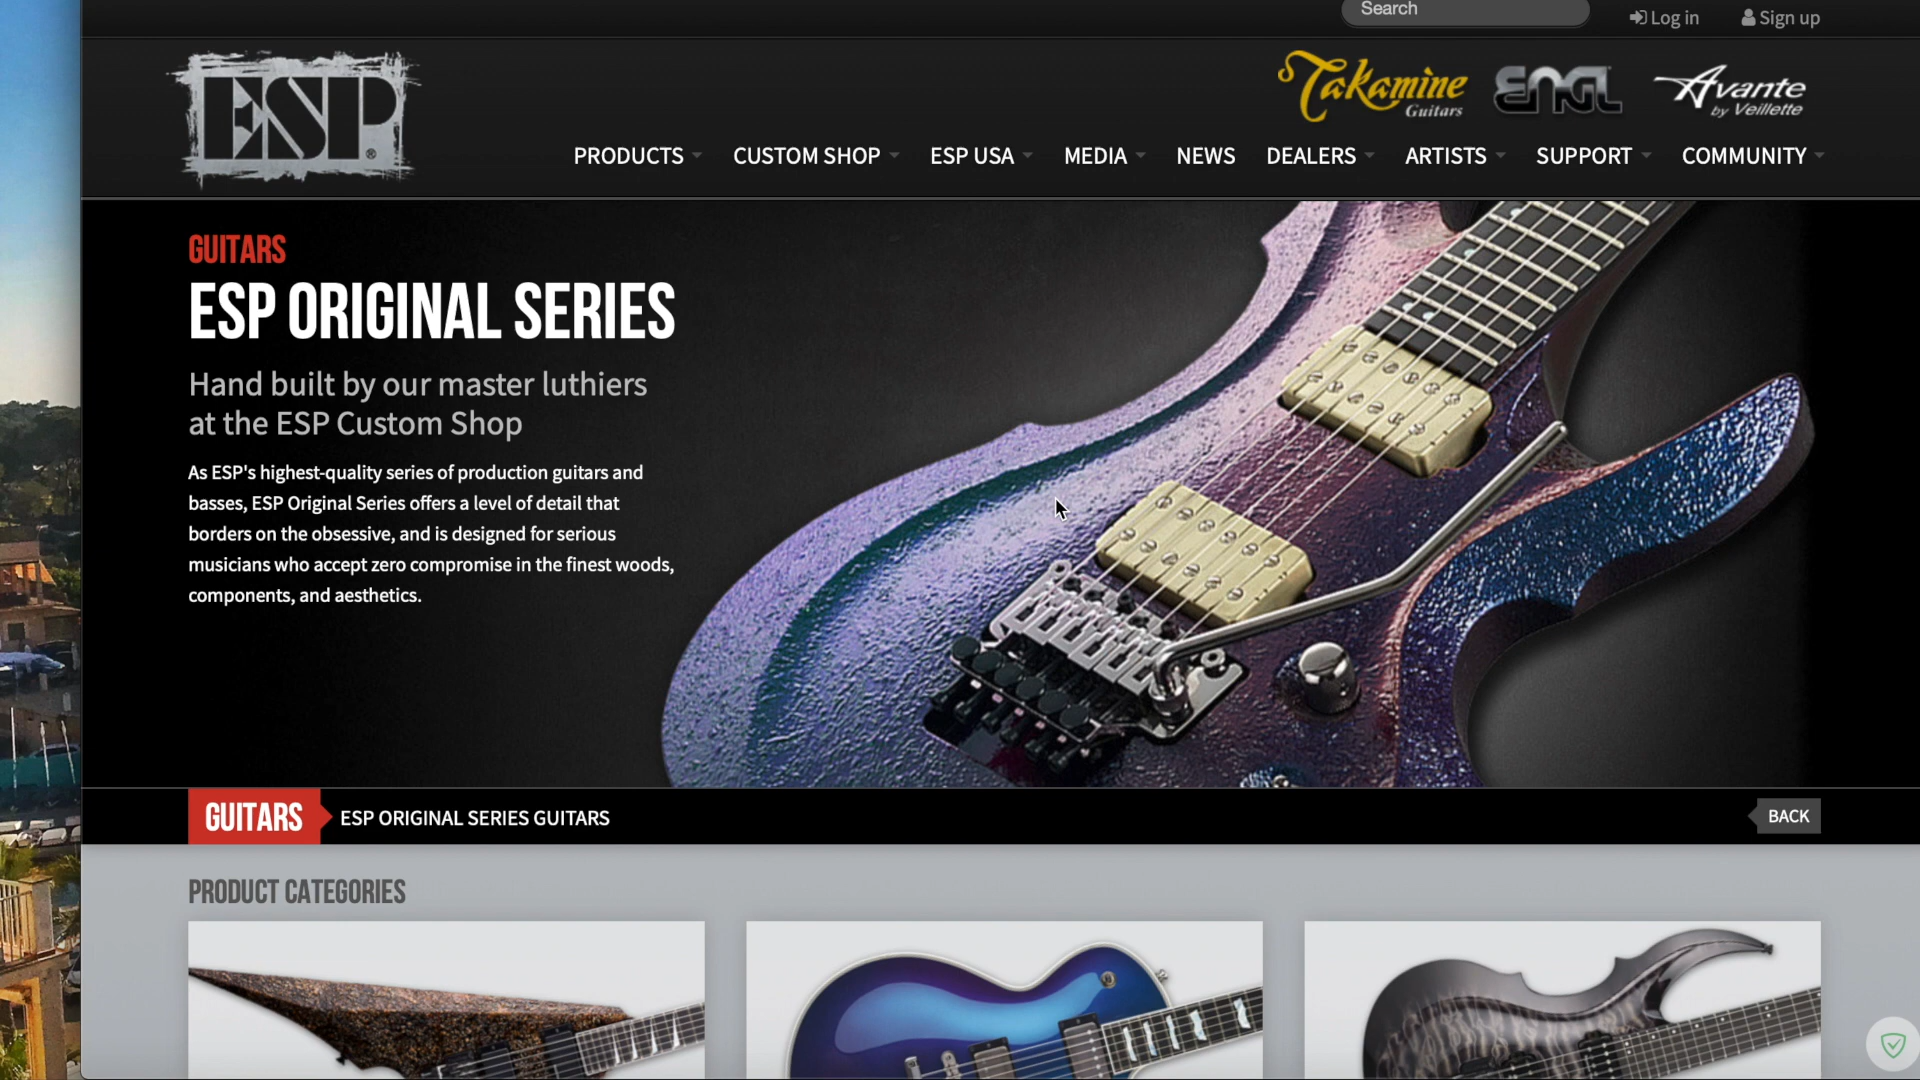 Search
Log in
Sign up
ESP®
Takamine
Guitars
ENGL
Avante
by Veillette
PRODUCTS
CUSTOM SHOP
ESP USA
MEDIA
NEWS
DEALERS
ARTISTS
SUPPORT
COMMUNITY
GUITARS
ESP ORIGINAL SERIES
Hand built by our master luthiers
at the ESP Custom Shop
As ESP's highest-quality series of production guitars and
basses, ESP Original Series offers a level of detail that
borders on the obsessive, and is designed for serious
musicians who accept zero compromise in the finest woods,
components, and aesthetics.
GUITARS
ESP ORIGINAL SERIES GUITARS
BACK
PRODUCT CATEGORIES